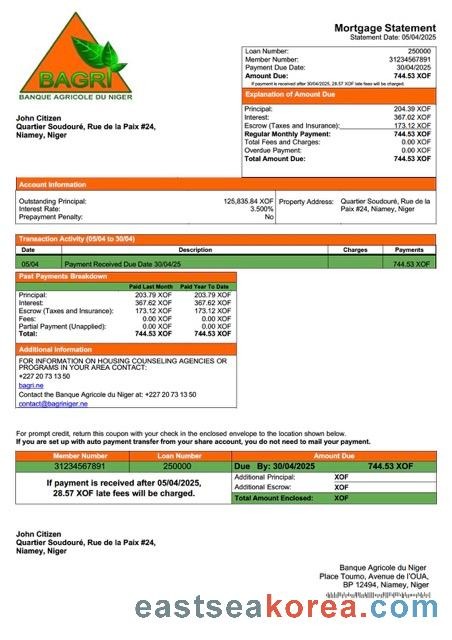 BAGRI
BANQUE AGRICOLE DU NIGER
Mortgage Statement
Statement Date: 05/04/2025
Loan Number: 250000
Member Number: 31234567891
Payment Due Date: 30/04/2025
Amount Due: 744.53 XOF
If payment is received after 30/04/2025, 28.57 XOF late fees will be charged.
John Citizen
Quartier Soudouré, Rue de la Paix #24,
Niamey, Niger
Explanation of Amount Due
Principal: 204.39 XOF
Interest: 367.02 XOF
Escrow (Taxes and Insurance): 173.12 XOF
Regular Monthly Payment: 744.53 XOF
Total Fees and Charges: 0.00 XOF
Overdue Payment: 0.00 XOF
Total Amount Due: 744.53 XOF
Account Information
Outstanding Principal: 125,835.84 XOF
Interest Rate: 3.500%
Prepayment Penalty: No
Property Address: Quartier Soudouré, Rue de la
Paix #24, Niamey, Niger
Transaction Activity (05/04 to 30/04)
Date Description Charges Payments
05/04 Payment Received Due Date 30/04/25 744.53 XOF
Past Payments Breakdown
Paid Last Month Paid Year To Date
Principal: 203.79 XOF 203.79 XOF
Interest: 367.62 XOF 367.62 XOF
Escrow (Taxes and Insurance): 173.12 XOF 173.12 XOF
Fees: 0.00 XOF 0.00 XOF
Partial Payment (Unapplied): 0.00 XOF 0.00 XOF
Total: 744.53 XOF 744.53 XOF
Additional Information
FOR INFORMATION ON HOUSING COUNSELING AGENCIES OR
PROGRAMS IN YOUR AREA CONTACT:
+227 20 73 13 50
bagri.ne
Contact the Banque Agricole du Niger at: +227 20 73 13 50
contact@bagriniger.ne
For prompt credit, return this coupon with your check in the enclosed envelope to the location shown below.
If you are set up with auto payment transfer from your share account, you do not need to mail your payment.
Member Number Loan Number Amount Due
31234567891 250000 Due By: 30/04/2025 744.53 XOF
If payment is received after 05/04/2025,
28.57 XOF late fees will be charged.
Additional Principal: XOF
Additional Escrow: XOF
Total Amount Enclosed: XOF
John Citizen
Quartier Soudouré, Rue de la Paix #24,
Niamey, Niger
Banque Agricole du Niger
Place Toumo, Avenue de l'OUA,
BP 12494, Niamey, Niger
eastseakorea.com